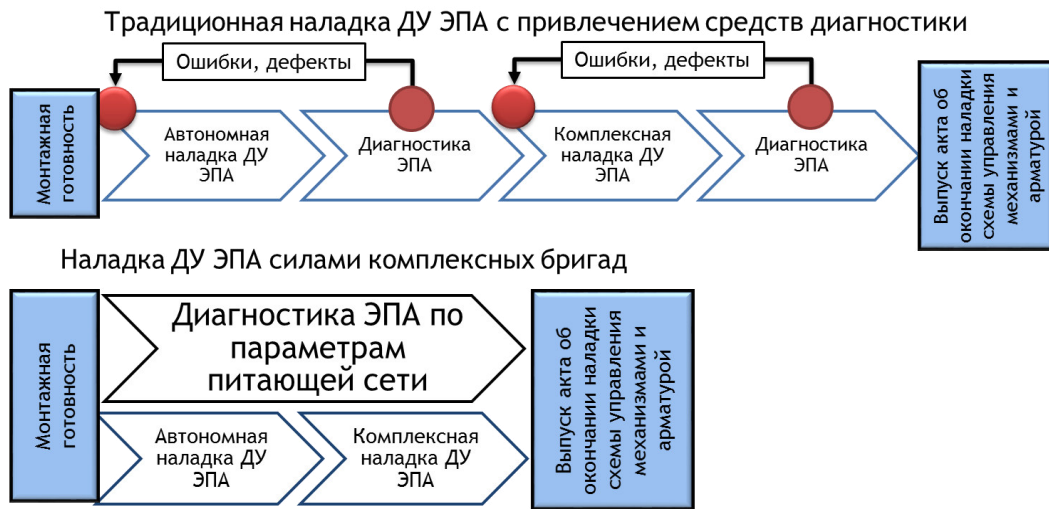 Традиционная наладка ДУ ЭПА с привлечением средств диагностики
Ошибки, дефекты
Ошибки, дефекты
Монтажная
готовность
Автономная
наладка ДУ
ЭПА
Диагностика
ЭПА
Комплексная
наладка ДУ
ЭПА
Диагностика
ЭПА
Выпуск акта об
окончании наладки
схемы управления
механизмами и
арматурой
Наладка ДУ ЭПА силами комплексных бригад
Монтажная
готовность
Диагностика ЭПА по
параметрам
питающей сети
Автономная
наладка ДУ
ЭПА
Комплексная
наладка ДУ
ЭПА
Выпуск акта об
окончании наладки
схемы управления
механизмами и
арматурой